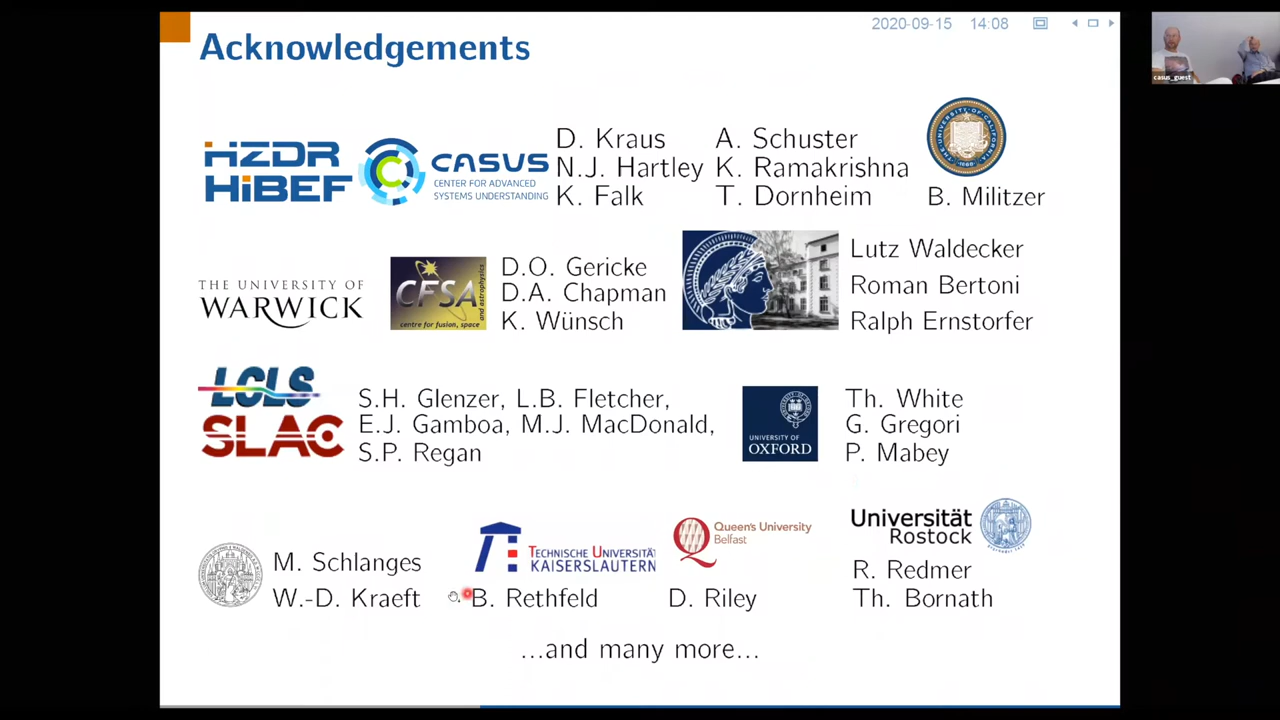 2020-09-15 14:08
Acknowledgements
casus_guest
HZDR
HiBEF
CASUS
CENTER FOR ADVANCED
SYSTEMS UNDERSTANDING
D. Kraus
N.J. Hartley
K. Falk
A. Schuster
K. Ramakrishna
T. Dornheim
B. Militzer
THE UNIVERSITY OF
WARWICK
CFSA
centre for fusion, space
and astrophysics
D.O. Gericke
D.A. Chapman
K. Wünsch
Lutz Waldecker
Roman Bertoni
Ralph Ernstorfer
LCLS
SLAC
S.H. Glenzer, L.B. Fletcher,
E.J. Gamboa, M.J. MacDonald,
S.P. Regan
UNIVERSITY OF
OXFORD
Th. White
G. Gregori
P. Mabey
M. Schlanges
W.-D. Kraeft
TECHNISCHE UNIVERSITÄT
KAISERSLAUTERN
B. Rethfeld
Queen's University
Belfast
D. Riley
Universität
Rostock
R. Redmer
Th. Bornath
...and many more...